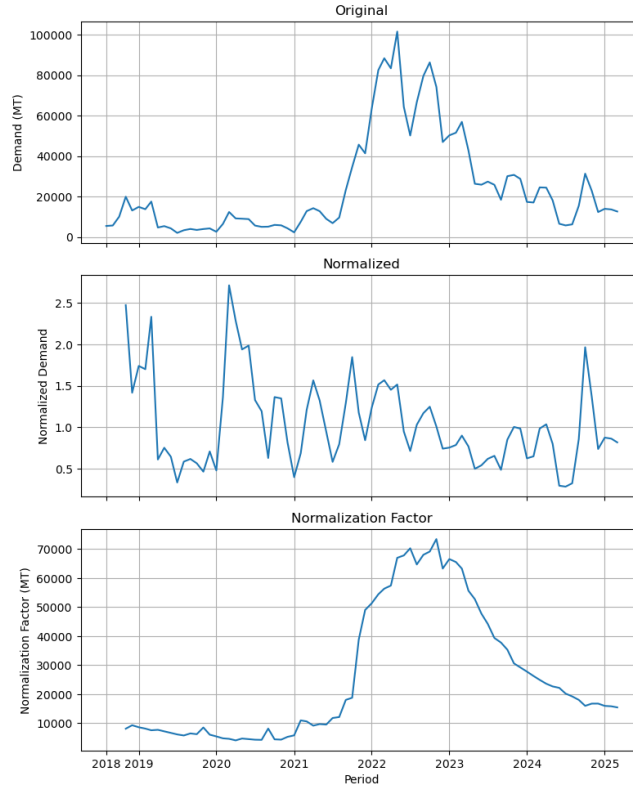 Original
Demand (MT)
100000
80000
60000
40000
20000
0
Normalized
Normalized Demand
2.5
2.0
1.5
1.0
0.5
Normalization Factor
Normalization Factor (MT)
70000
60000
50000
40000
30000
20000
10000
2018 2019 2020 2021 2022 2023 2024 2025
Period